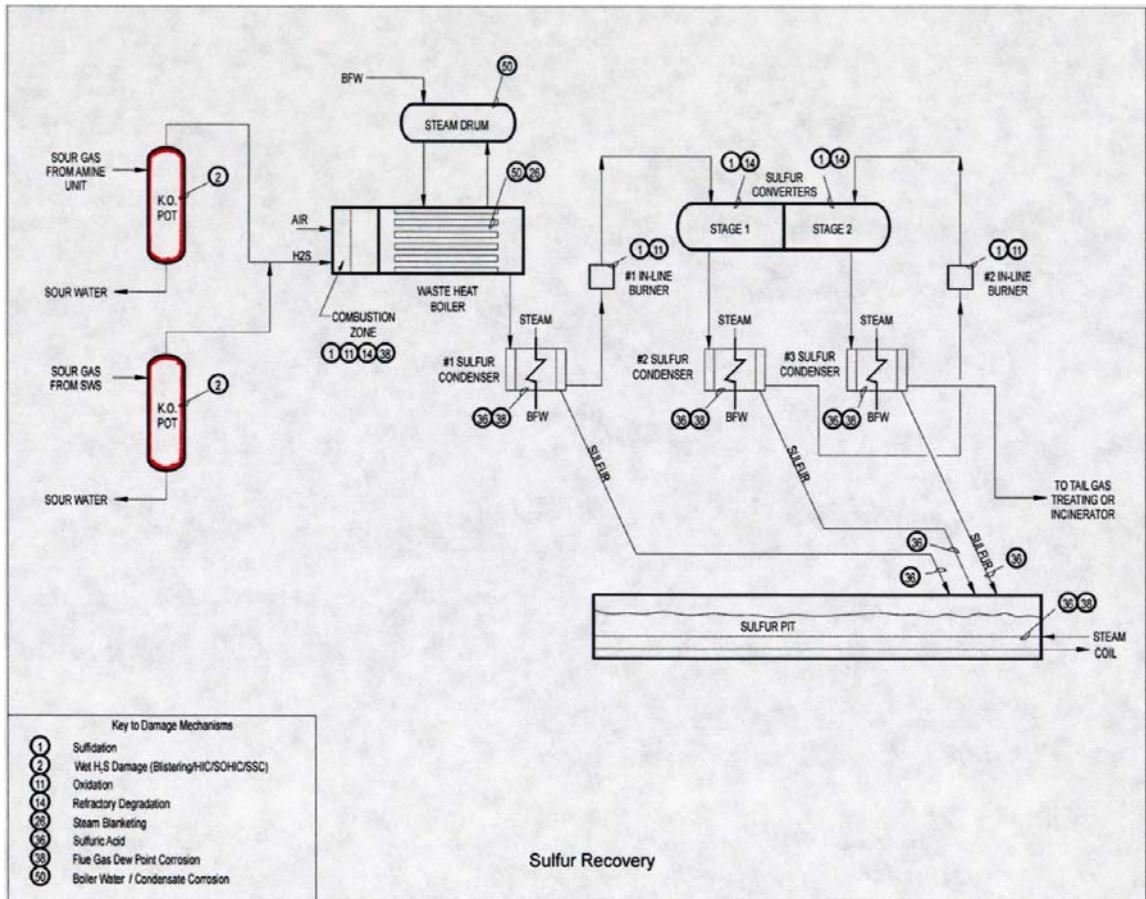 50
BFW
STEAM DRUM
SOUR GAS
FROM AMINE
UNIT
K.O.
POT
2
SOUR WATER
SOUR GAS
FROM SWS
K.O.
POT
2
SOUR WATER
AIR
H2S
50 26
WASTE HEAT
BOILER
COMBUSTION
ZONE
1 11 14 38
#1 SULFUR
CONDENSER
STEAM
36 38
BFW
1 11
#1 IN-LINE
BURNER
1 14
1 14
SULFUR
CONVERTERS
STAGE 1
STAGE 2
1 11
#2 IN-LINE
BURNER
STEAM
#2 SULFUR
CONDENSER
36 38
BFW
STEAM
#3 SULFUR
CONDENSER
36 38
BFW
SULFUR
SULFUR
SULFUR
TO TAIL GAS
TREATING OR
INCINERATOR
36
36
36
SULFUR PIT
36 38
STEAM
COIL
Key to Damage Mechanisms
1 Sulfidation
2 Wet H2S Damage (Blistering/HIC/SOHIC/SSC)
11 Oxidation
14 Refractory Degradation
26 Steam Blanketing
36 Sulfuric Acid
38 Flue Gas Dew Point Corrosion
50 Boiler Water / Condensate Corrosion
Sulfur Recovery